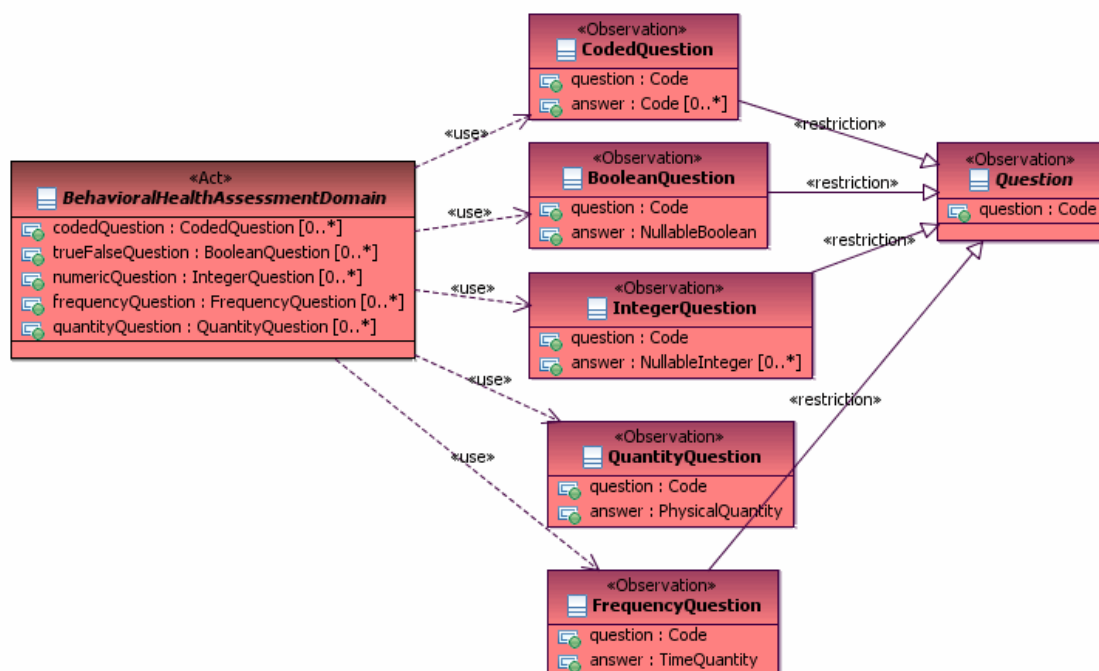 «Observation»
CodedQuestion
question : Code
answer : Code [0..*]
«restriction»
«use»
«Observation»
BooleanQuestion
question : Code
answer : NullableBoolean
«restriction»
«Observation»
Question
question : Code
«Act»
BehavioralHealthAssessmentDomain
codedQuestion : CodedQuestion [0..*]
trueFalseQuestion : BooleanQuestion [0..*]
numericQuestion : IntegerQuestion [0..*]
frequencyQuestion : FrequencyQuestion [0..*]
quantityQuestion : QuantityQuestion [0..*]
«use»
«restriction»
«use»
«Observation»
IntegerQuestion
question : Code
answer : NullableInteger [0..*]
«use»
«restriction»
«Observation»
QuantityQuestion
question : Code
answer : PhysicalQuantity
«use»
«Observation»
FrequencyQuestion
question : Code
answer : TimeQuantity